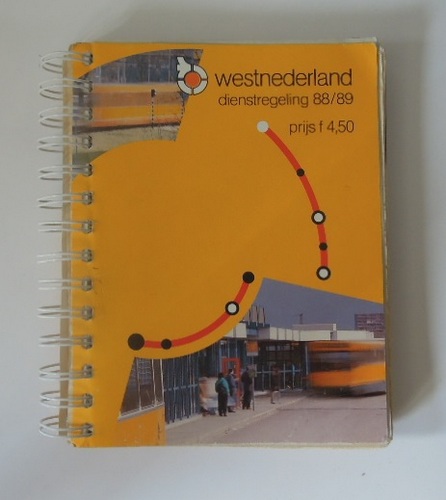 westnederland
dienstregeling 88/89
prijs f 4,50